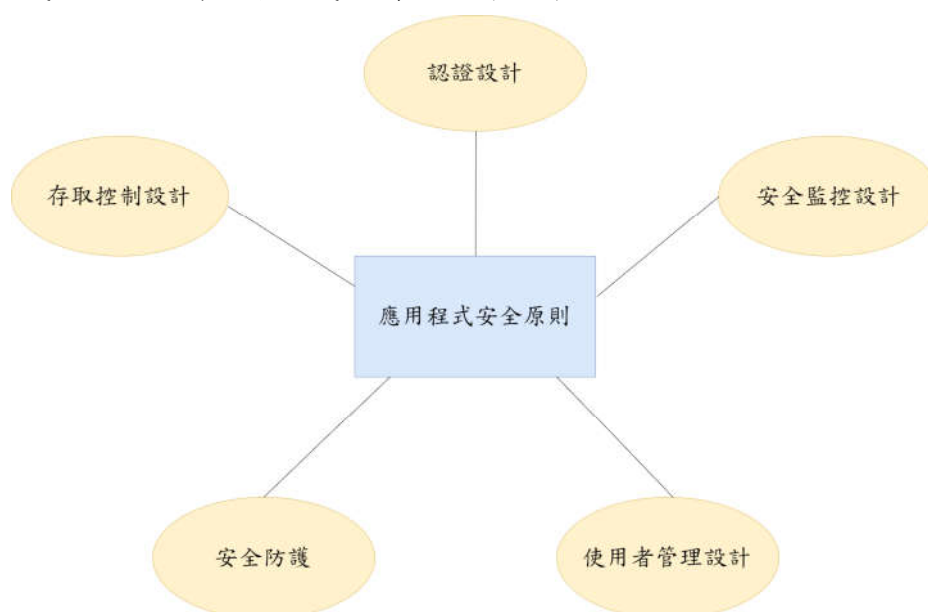 認證設計
存取控制設計
安全監控設計
應用程式安全原則
安全防護
使用者管理設計